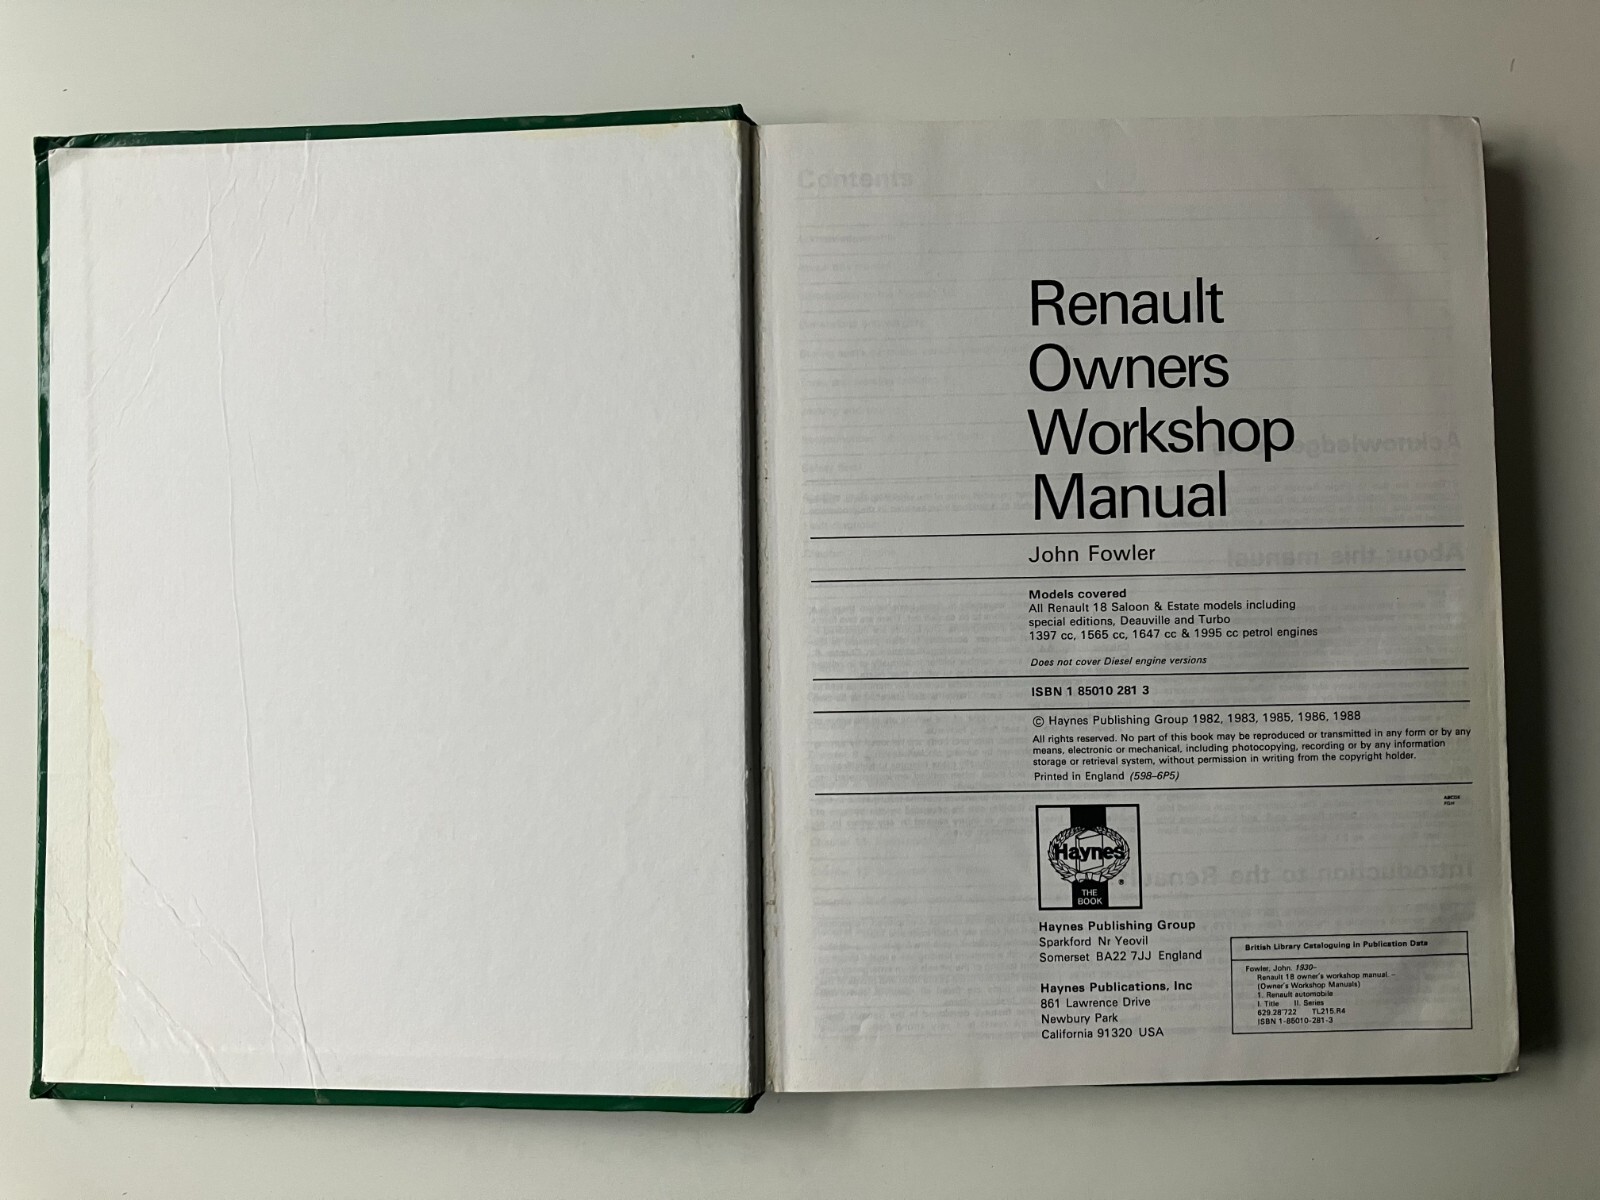 Contents
Renault
Owners
Workshop
Manual
John Fowler
Models covered
All Renault 18 Saloon & Estate models including
special editions, Deauville and Turbo
1397 cc, 1565 cc, 1647 cc & 1995 cc petrol engines
Does not cover Diesel engine versions
ISBN 1 85010 281 3
© Haynes Publishing Group 1982, 1983, 1985, 1986, 1988
All rights reserved. No part of this book may be reproduced or transmitted in any form or by any
means, electronic or mechanical, including photocopying, recording or by any information
storage or retrieval system, without permission in writing from the copyright holder.
Printed in England (598-6P5)
ABCDE
FGH
Haynes
®
THE
BOOK
Haynes Publishing Group
Sparkford Nr Yeovil
Somerset BA22 7JJ England
Haynes Publications, Inc
861 Lawrence Drive
Newbury Park
California 91320 USA
British Library Cataloguing in Publication Data
Fowler, John, 1930-
Renault 18 owner's workshop manual. –
(Owner's Workshop Manuals)
1. Renault automobile
I. Title II. Series
629.28'722 TL215.R4
ISBN 1-85010-281-3